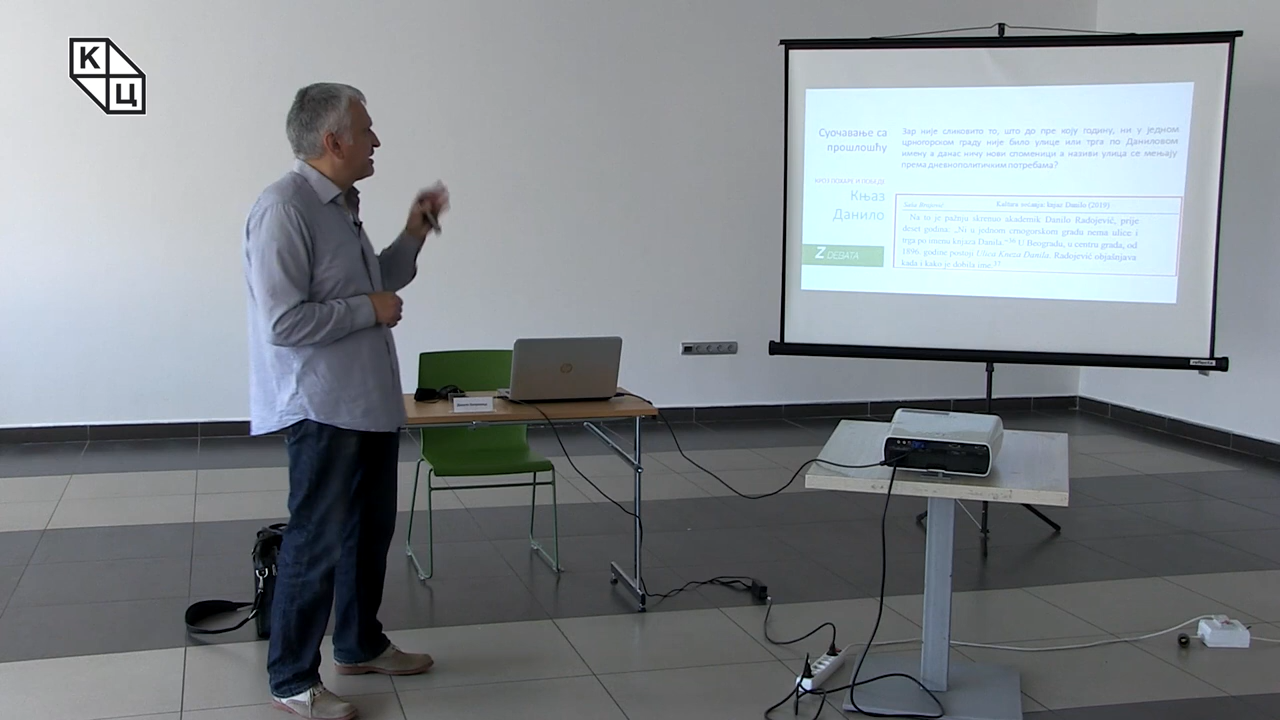 К
Ц
Суочавање са
прошлошћу
Зар није сликовито то, што до пре коју годину, ни у једном
црногорском граду није било улице или трга по Даниловом
имену а данас ничу нови споменици а називи улица се мењају
према дневнополитичким потребама?
Књаз
Данило
Z DEBATA
Kultura sećanja: knjaz Danilo (2019)
Na to je pažnju skrenuo akademik Danilo Radojević, prije
deset godina: „Ni u jednom crnogorskom gradu nema ulice i
trga po imenu knjaza Danila.“ U Beogradu, u centru grada, od
1896. godine postoji Ulica Kneza Danila. Radojević objašnjava
kada i kako je dobila ime.
reflecta